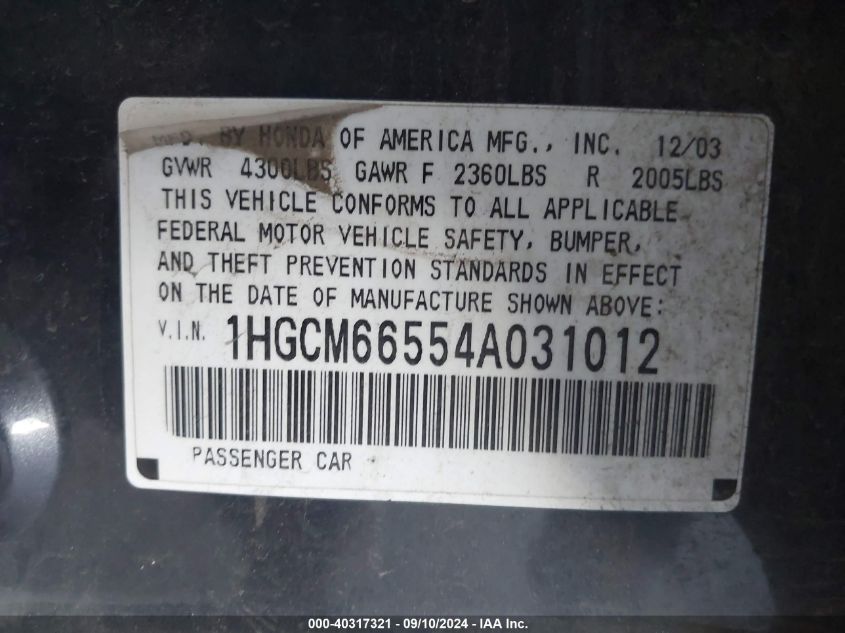 MFD. BY HONDA OF AMERICA MFG., INC. 12/03
GVWR 4300LBS GAWR F 2360LBS R 2005LBS
THIS VEHICLE CONFORMS TO ALL APPLICABLE
FEDERAL MOTOR VEHICLE SAFETY, BUMPER,
AND THEFT PREVENTION STANDARDS IN EFFECT
ON THE DATE OF MANUFACTURE SHOWN ABOVE:
V.I.N. 1HGCM66554A031012
PASSENGER CAR
000-40317321 - 09/10/2024 - IAA Inc.